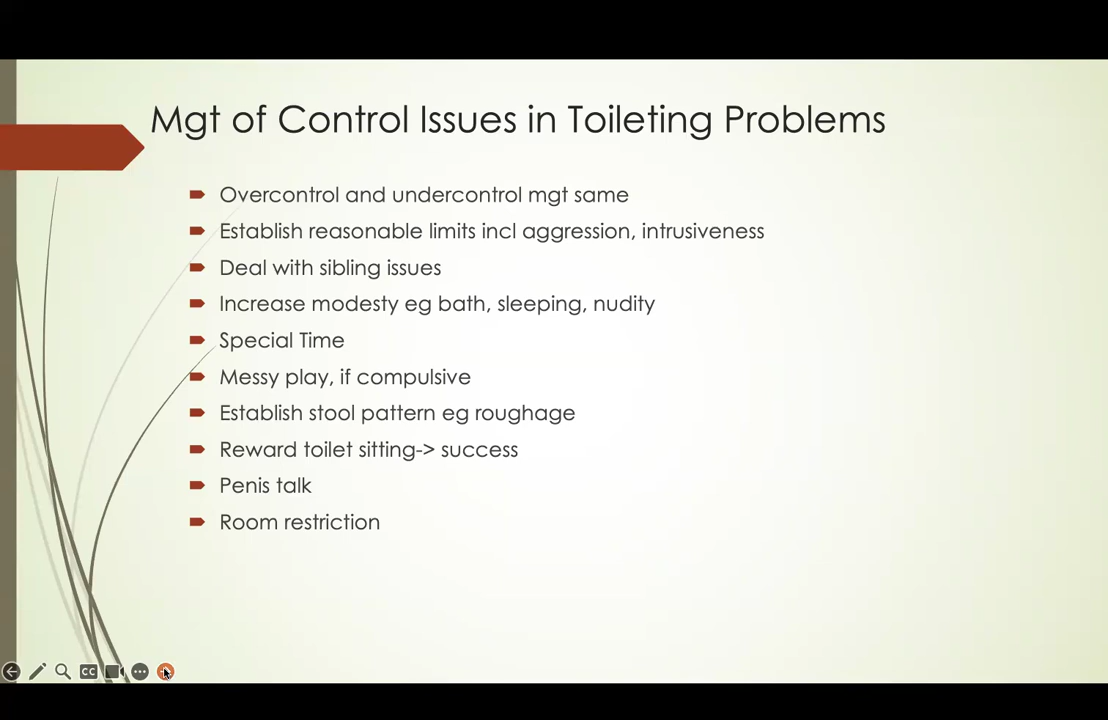 Mgt of Control Issues in Toileting Problems
Overcontrol and undercontrol mgt same
Establish reasonable limits incl aggression, intrusiveness
Deal with sibling issues
Increase modesty eg bath, sleeping, nudity
Special Time
Messy play, if compulsive
Establish stool pattern eg roughage
Reward toilet sitting-> success
Penis talk
Room restriction
CC